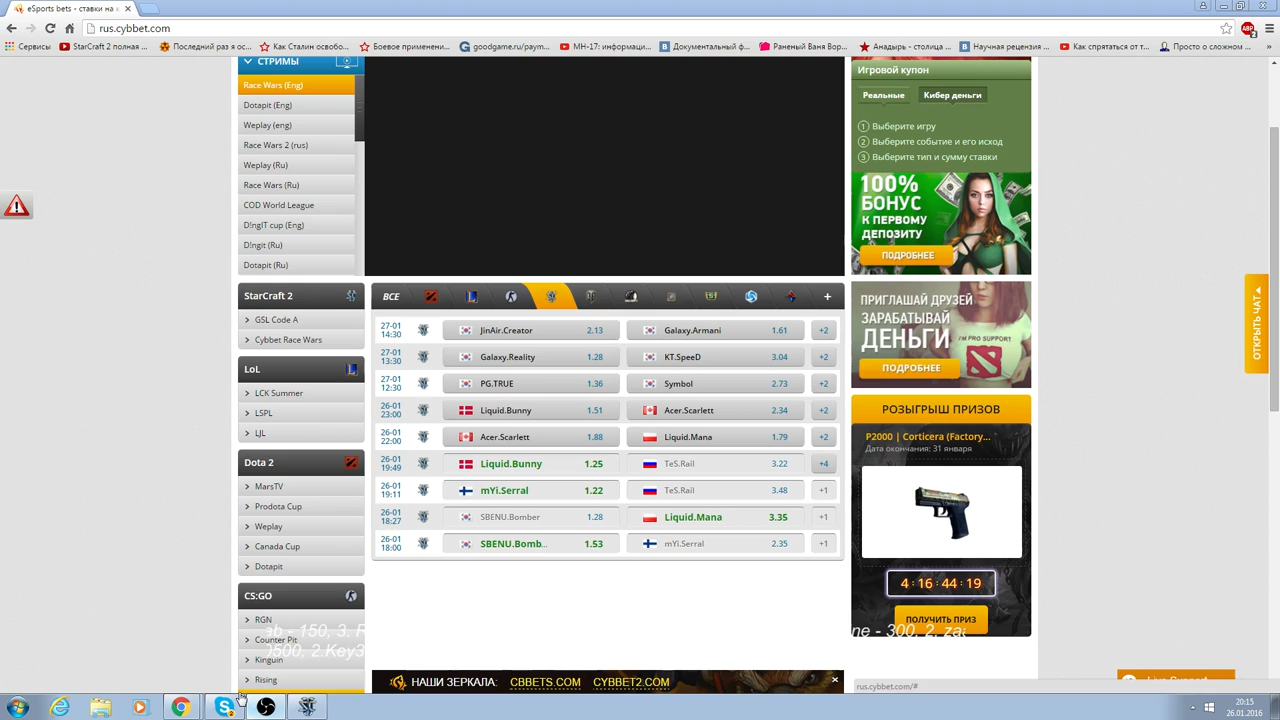 eSports bets - ставки на к
rus.cybbet.com
Сервисы
StarCraft 2 полная ...
Последний раз я ос...
Как Сталин освобо...
Боевое применени...
goodgame.ru/paym...
МН-17: информаци...
Документальный ф...
Раненый Ваня Вор...
Анадырь - столица ...
Научная рецензия ...
Как спрятаться от т...
Просто о сложном ...
СТРИМЫ
Race Wars (Eng)
Dotapit (Eng)
Weplay (eng)
Race Wars 2 (rus)
Weplay (Ru)
Race Wars (Ru)
COD World League
D!ngIT cup (Eng)
D!ngit (Ru)
Dotapit (Ru)
StarCraft 2
GSL Code A
Cybbet Race Wars
LoL
LCK Summer
LSPL
LJL
Dota 2
MarsTV
Prodota Cup
Weplay
Canada Cup
Dotapit
CS:GO
RGN
Counter Pit
Kinguin
Rising
ВСЕ
+
27-01 14:30 JinAir.Creator 2.13 Galaxy.Armani 1.61 +2
27-01 13:30 Galaxy.Reality 1.28 KT.SpeeD 3.04 +2
27-01 12:30 PG.TRUE 1.36 Symbol 2.73 +2
26-01 23:00 Liquid.Bunny 1.51 Acer.Scarlett 2.34 +2
26-01 22:00 Acer.Scarlett 1.88 Liquid.Mana 1.79 +2
26-01 19:49 Liquid.Bunny 1.25 TeS.Rail 3.22 +4
26-01 19:11 mYi.Serral 1.22 TeS.Rail 3.48 +1
26-01 18:27 SBENU.Bomber 1.28 Liquid.Mana 3.35 +1
26-01 18:00 SBENU.Bomb... 1.53 mYi.Serral 2.35 +1
НАШИ ЗЕРКАЛА: CBBETS.COM CYBBET2.COM
Игровой купон
Реальные
Кибер деньги
1 Выберите игру
2 Выберите событие и его исход
3 Выберите тип и сумму ставки
100%
БОНУС
К ПЕРВОМУ
ДЕПОЗИТУ
ПОДРОБНЕЕ
ПРИГЛАШАЙ ДРУЗЕЙ
ЗАРАБАТЫВАЙ
ДЕНЬГИ
I'M PRO SUPPORT
ПОДРОБНЕЕ
РОЗЫГРЫШ ПРИЗОВ
P2000 | Corticera (Factory...
Дата окончания: 31 января
4 : 16 : 44 : 19
ПОЛУЧИТЬ ПРИЗ
ОТКРЫТЬ ЧАТ
- 150, 3.
- 300, 2.
2.Key3
rus.cybbet.com/#
Live Support
20:15
26.01.2016